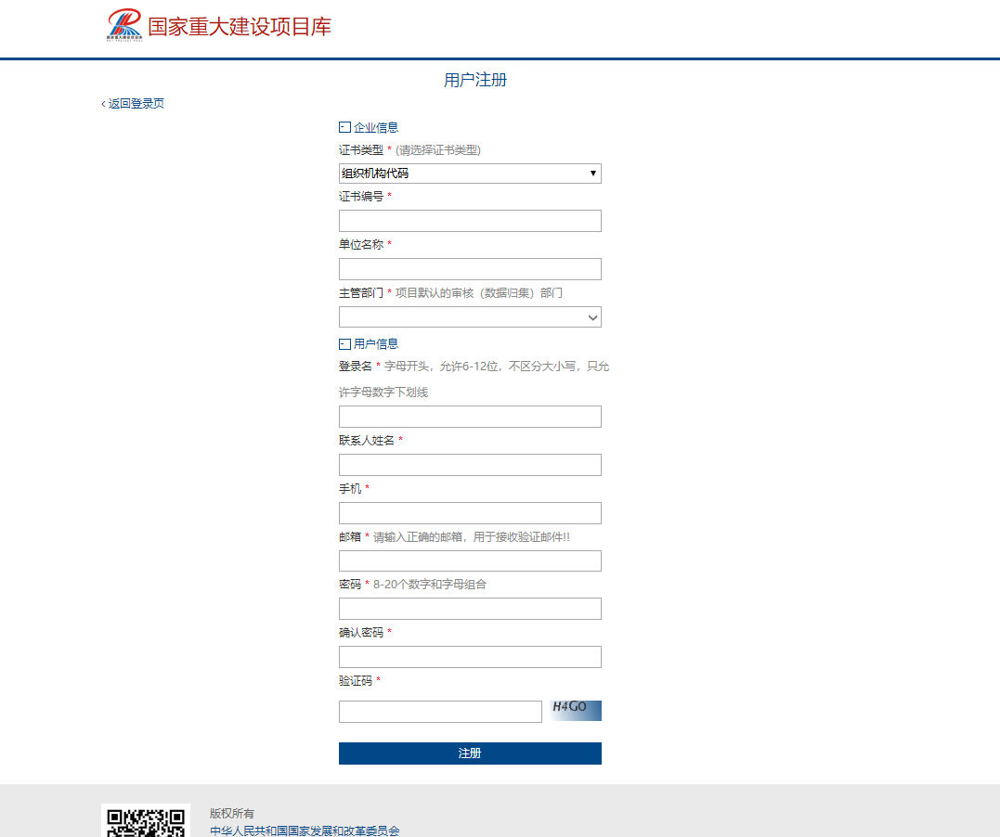 国家重大建设项目库
用户注册
‹ 返回登录页
企业信息
证书类型 * (请选择证书类型)
组织机构代码
证书编号 *
单位名称 *
主管部门 * 项目默认的审核（数据归集）部门
用户信息
登录名 * 字母开头，允许6-12位，不区分大小写，只允
许字母数字下划线
联系人姓名 *
手机 *
邮箱 * 请输入正确的邮箱，用于接收验证邮件!!
密码 * 8-20个数字和字母组合
确认密码 *
验证码 *
H4GO
注册
版权所有
中华人民共和国国家发展和改革委员会